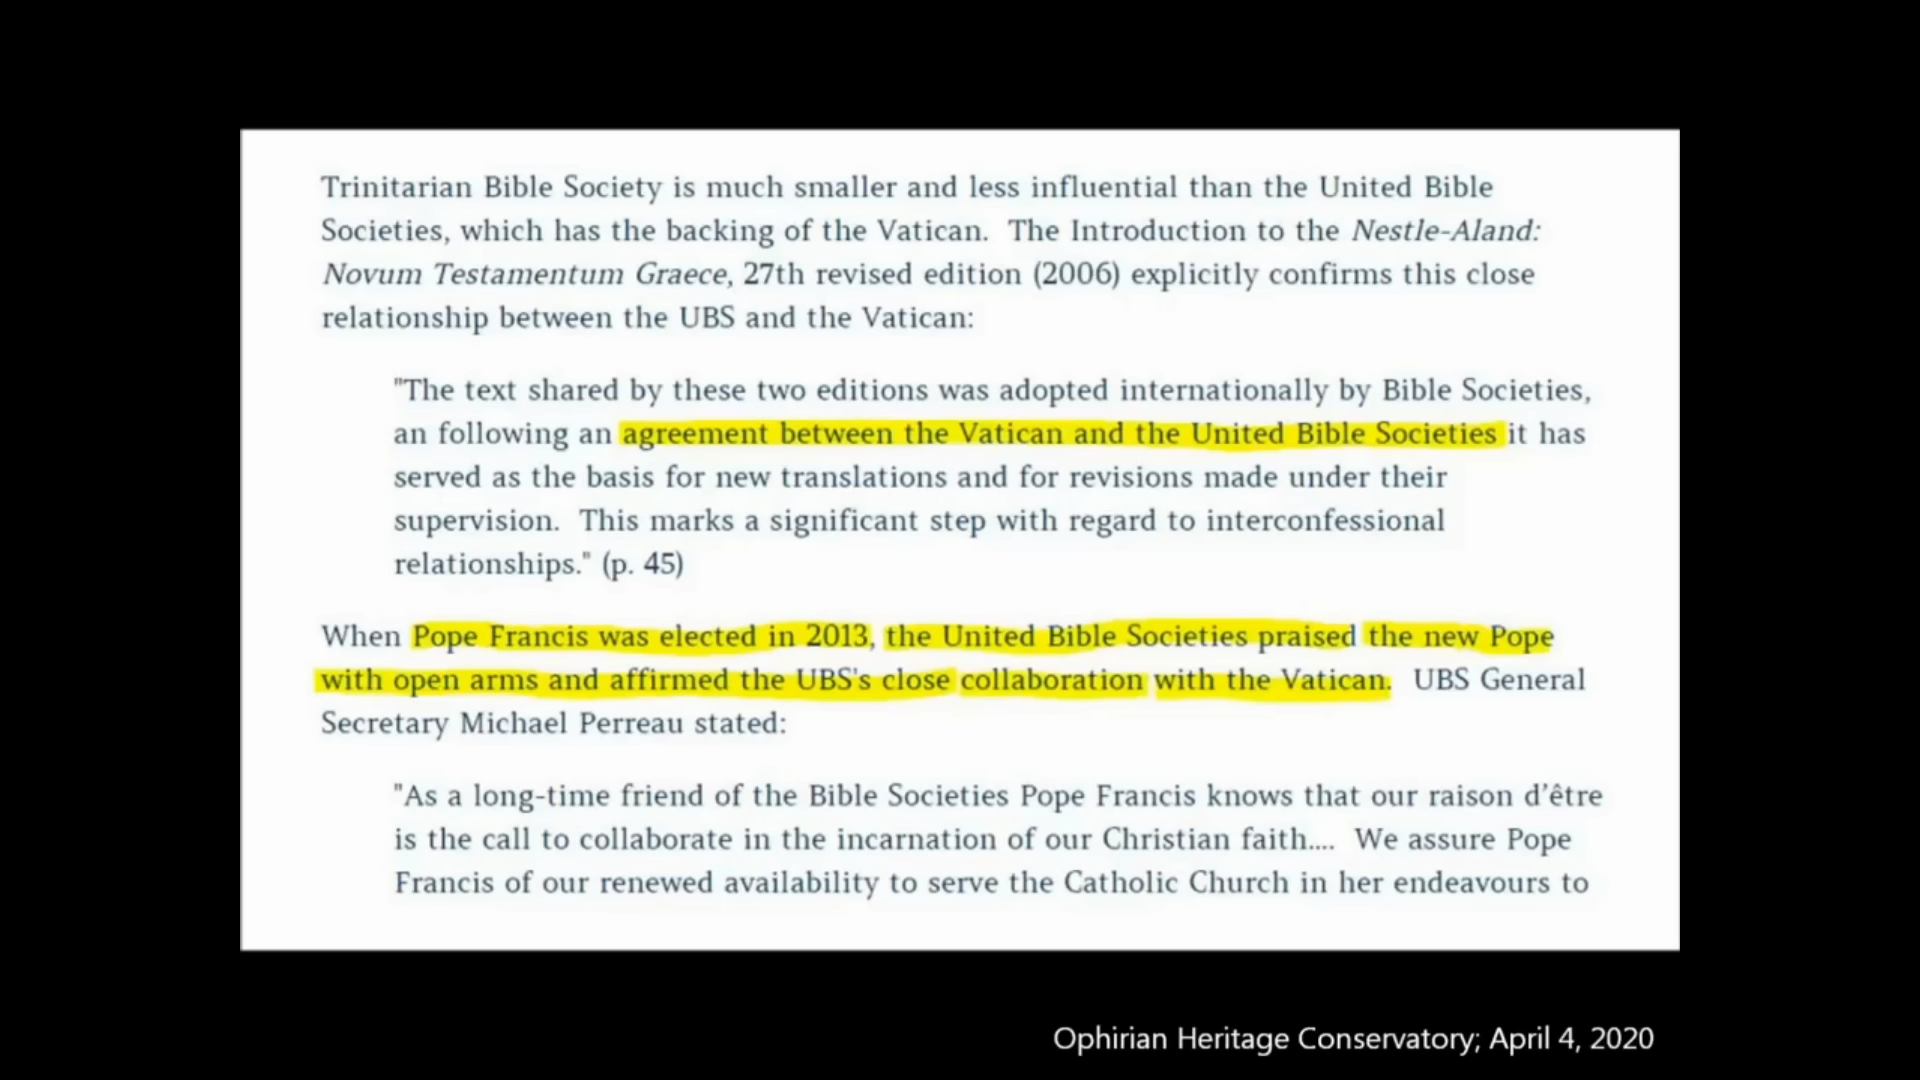 Trinitarian Bible Society is much smaller and less influential than the United Bible
Societies, which has the backing of the Vatican. The Introduction to the Nestle-Aland:
Novum Testamentum Graece, 27th revised edition (2006) explicitly confirms this close
relationship between the UBS and the Vatican:
"The text shared by these two editions was adopted internationally by Bible Societies,
an following an agreement between the Vatican and the United Bible Societies it has
served as the basis for new translations and for revisions made under their
supervision. This marks a significant step with regard to interconfessional
relationships." (p. 45)
When Pope Francis was elected in 2013, the United Bible Societies praised the new Pope
with open arms and affirmed the UBS's close collaboration with the Vatican. UBS General
Secretary Michael Perreau stated:
"As a long-time friend of the Bible Societies Pope Francis knows that our raison d’être
is the call to collaborate in the incarnation of our Christian faith.... We assure Pope
Francis of our renewed availability to serve the Catholic Church in her endeavours to
Ophirian Heritage Conservatory; April 4, 2020